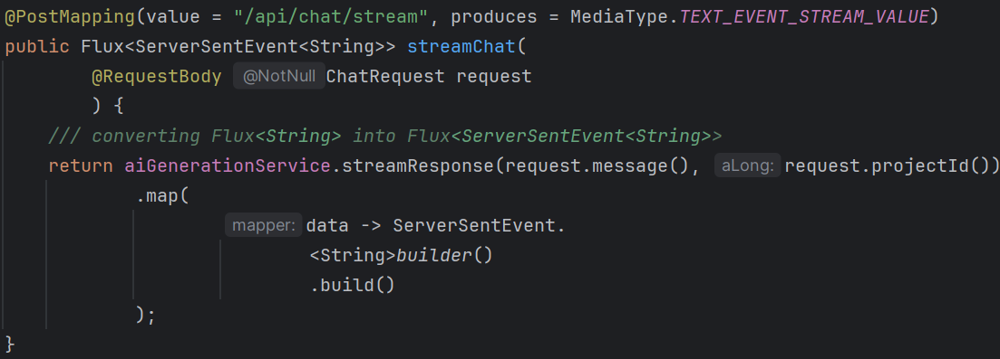 @PostMapping(value = "/api/chat/stream", produces = MediaType.TEXT_EVENT_STREAM_VALUE)
public Flux<ServerSentEvent<String>> streamChat(
@RequestBody @NotNull ChatRequest request
) {
/// converting Flux<String> into Flux<ServerSentEvent<String>>
return aiGenerationService.streamResponse(request.message(), aLong: request.projectId())
.map(
mapper: data -> ServerSentEvent.
<String>builder()
.build()
);
}